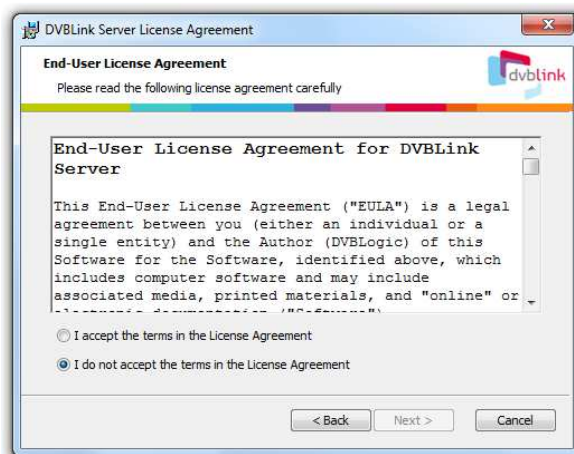 DVBLink Server License Agreement
End-User License Agreement
Please read the following license agreement carefully
dvblink
End-User License Agreement for DVBLink
Server
This End-User License Agreement ("EULA") is a legal
agreement between you (either an individual or a
single entity) and the Author (DVBLogic) of this
Software for the Software, identified above, which
includes computer software and may include
associated media, printed materials, and "online" or
electronic documentation ("Software").
I accept the terms in the License Agreement
I do not accept the terms in the License Agreement
< Back
Next >
Cancel